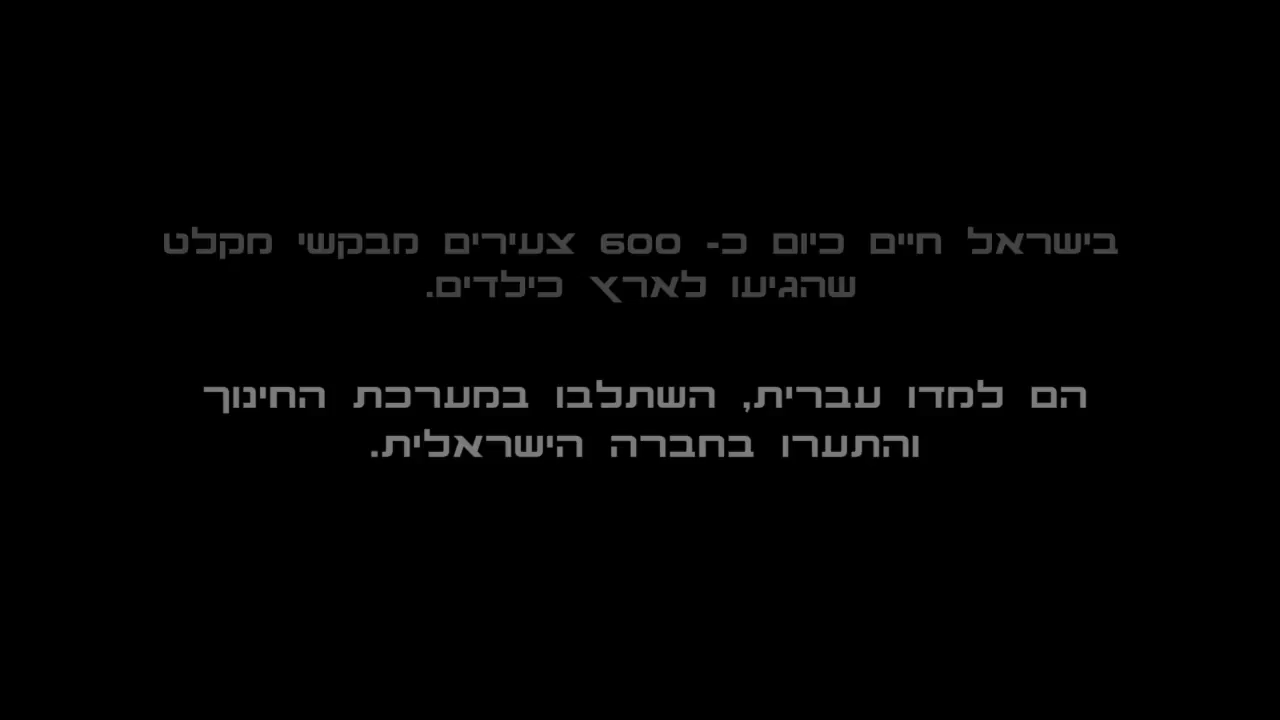 בישראל חיים כיום כ- 600 צעירים מבקשי מקלט
שהגיעו לארץ כילדים.
הם למדו עברית, השתלבו במערכת החינוך
והתערו בחברה הישראלית.